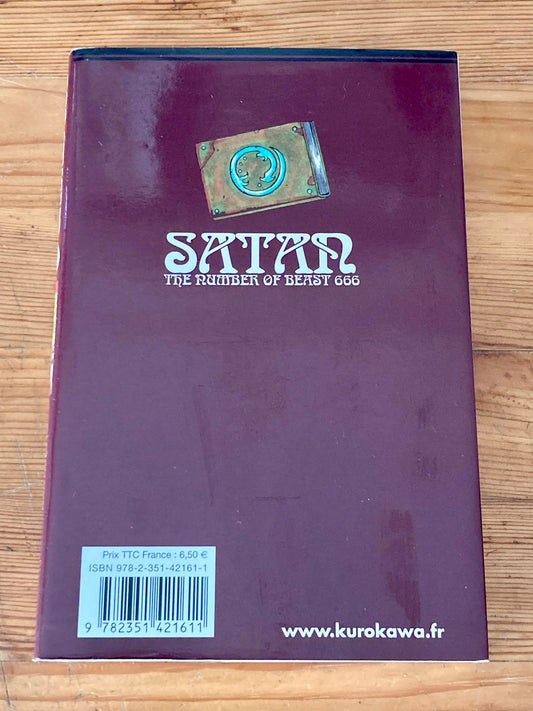 SATAN
THE NUMBER OF BEAST 666
Prix TTC France : 6,50 €
ISBN 978-2-351-42161-1
9 782351 421611
www.kurokawa.fr